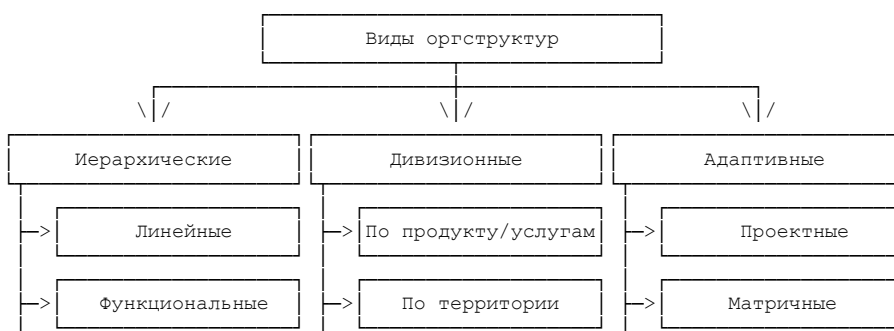 Виды оргструктур
Иерархические Дивизионные Адаптивные
Линейные По продукту/услугам Проектные
Функциональные По территории Матричные